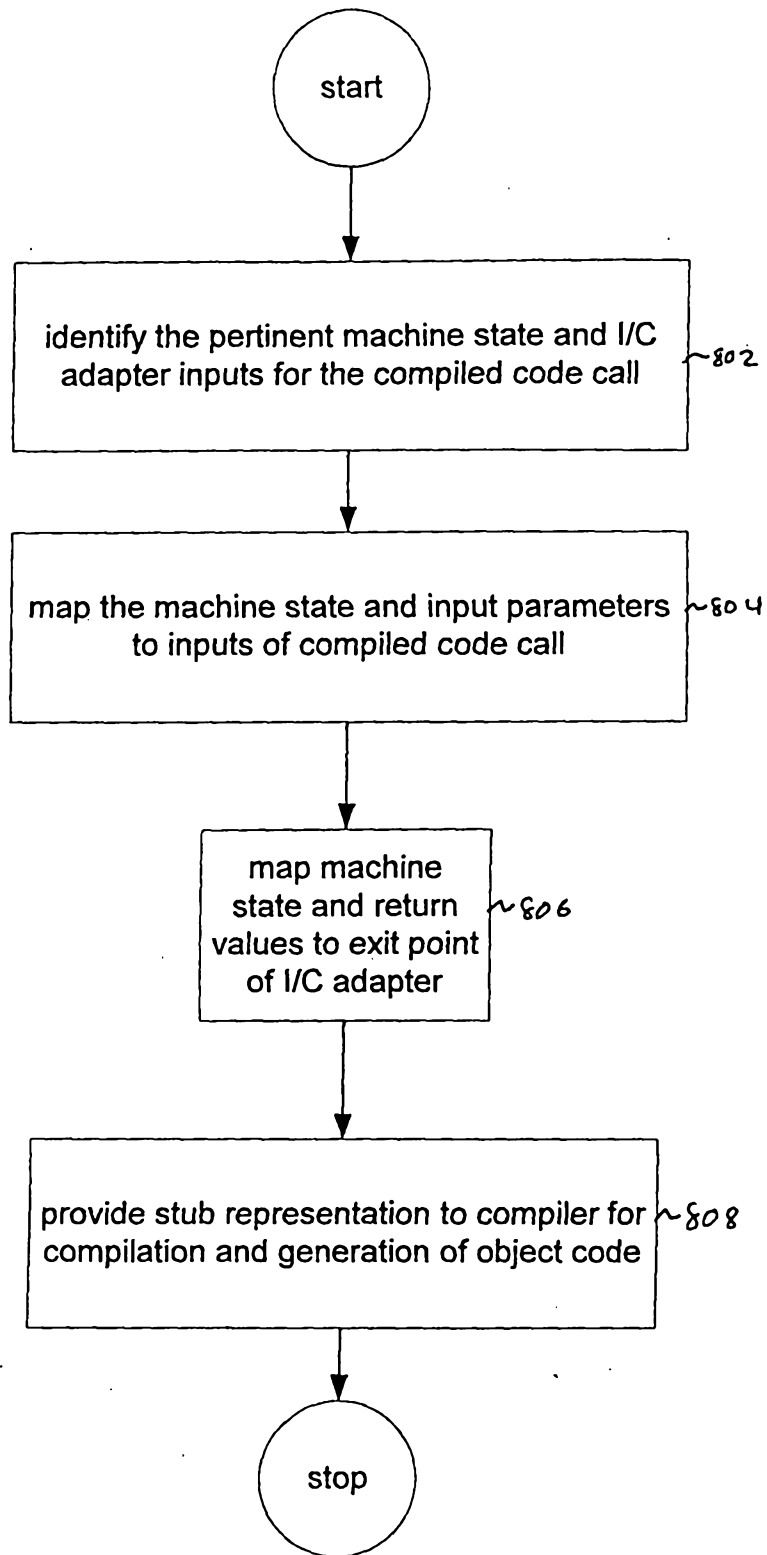 start
identify the pertinent machine state and I/C
adapter inputs for the compiled code call
~802
map the machine state and input parameters
to inputs of compiled code call
~804
map machine
state and return
values to exit point
of I/C adapter
~806
provide stub representation to compiler for
compilation and generation of object code
~808
stop